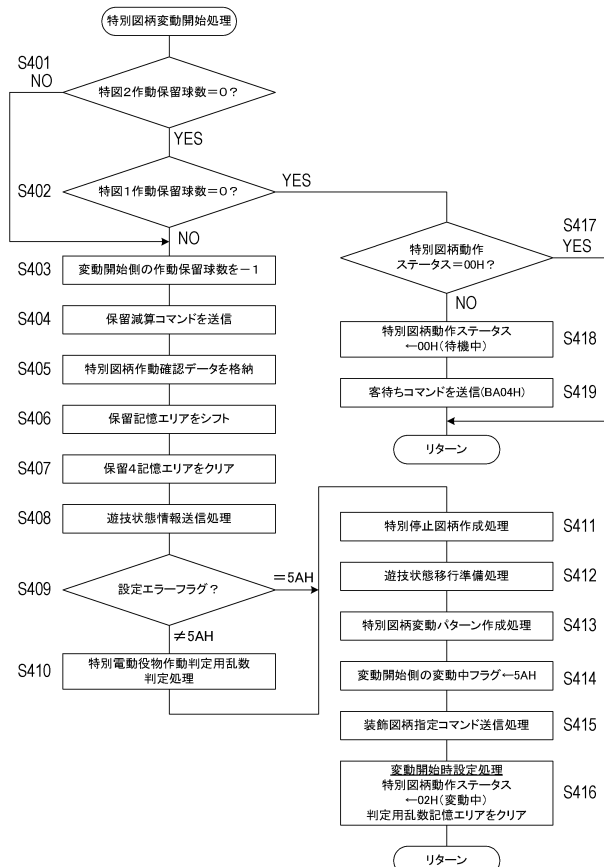 特別図柄変動開始処理
S401
NO
特図2作動保留球数=0?
YES
S402
特図1作動保留球数=0?
YES
NO
S403
変動開始側の作動保留球数を-1
S404
保留減算コマンドを送信
S405
特別図柄作動確認データを格納
S406
保留記憶エリアをシフト
S407
保留4記憶エリアをクリア
S408
遊技状態情報送信処理
S409
設定エラーフラグ?
=5AH
≠5AH
S410
特別電動役物作動判定用乱数
判定処理
S417
特別図柄動作
ステータス=00H?
YES
NO
特別図柄動作ステータス
←00H(待機中)
S418
客待ちコマンドを送信(BA04H)
S419
リターン
特別停止図柄作成処理
S411
遊技状態移行準備処理
S412
特別図柄変動パターン作成処理
S413
変動開始側の変動中フラグ←5AH
S414
装飾図柄指定コマンド送信処理
S415
変動開始時設定処理
特別図柄動作ステータス
←02H(変動中)
判定用乱数記憶エリアをクリア
S416
リターン